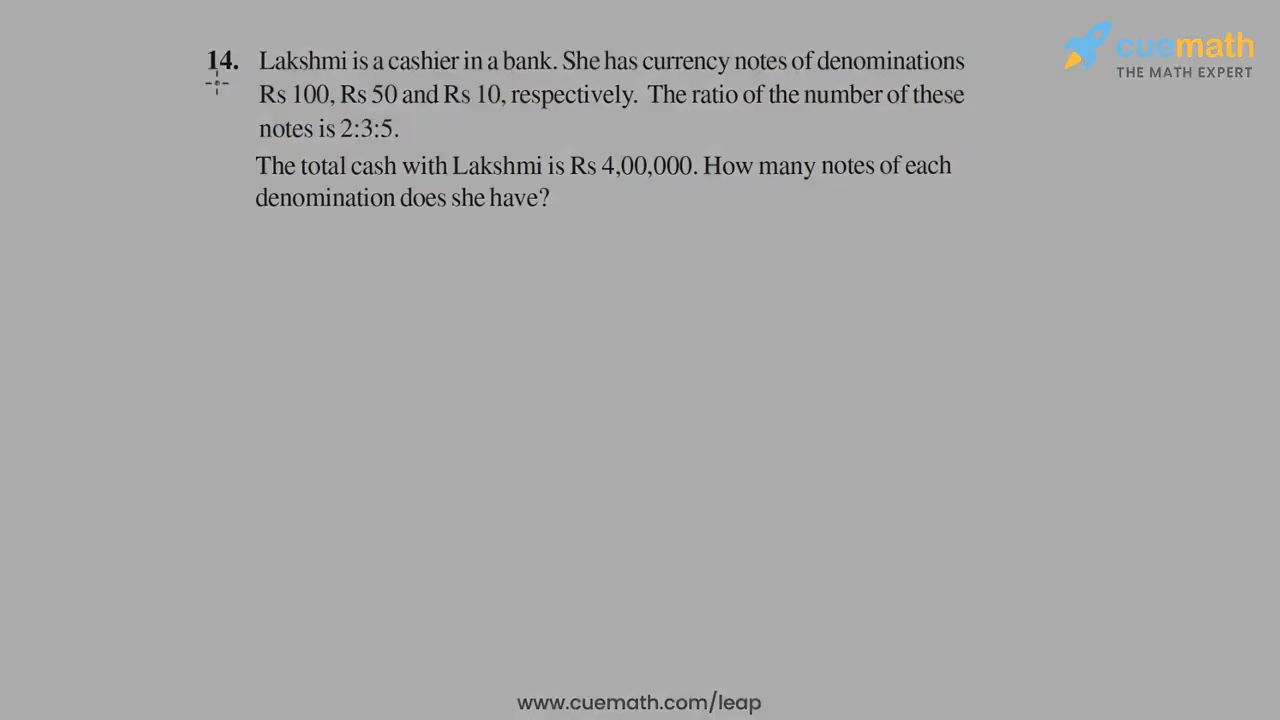 cuemath
THE MATH EXPERT
14. Lakshmi is a cashier in a bank. She has currency notes of denominations
Rs 100, Rs 50 and Rs 10, respectively. The ratio of the number of these
notes is 2:3:5.
The total cash with Lakshmi is Rs 4,00,000. How many notes of each
denomination does she have?
www.cuemath.com/leap